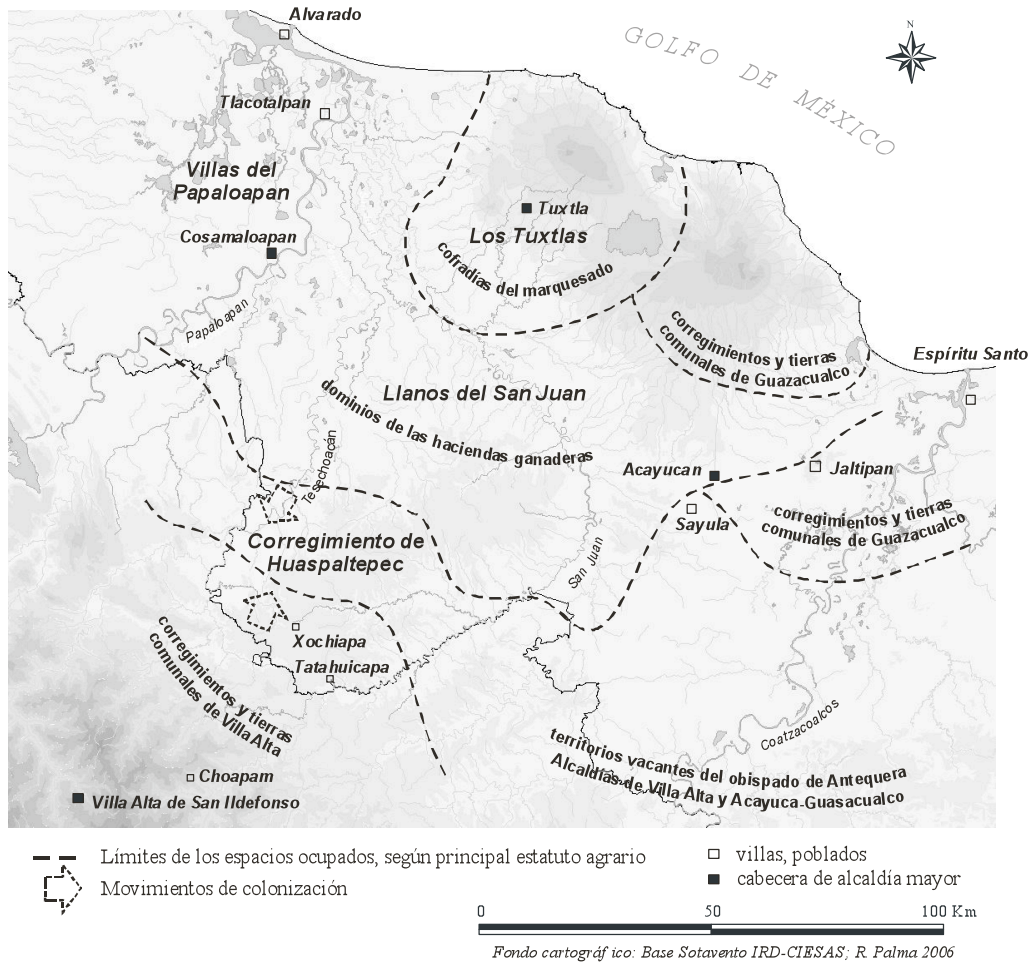 Alvarado
N
GOLFO DE MÉXICO
Tlacotalpan
Villas del
Papaloapan
Tuxtla
Los Tuxtlas
Cosamaloapan
cofradías del marquesado
Papaloapan
corregimientos y tierras
comunales de Guazacualco
Espíritu Santo
Llanos del San Juan
dominios de las haciendas ganaderas
Tesechoacán
Acayucan
Jaltipan
Sayula
corregimientos y tierras
comunales de Guazacualco
Corregimiento de
Huaspaltepec
San Juan
Xochiapa
Tatahuicapa
corregimientos y tierras
comunales de Villa Alta
Coatzacoalcos
territorios vacantes del obispado de Antequera
Alcaldías de Villa Alta y Acayuca-Guasacualco
Choapam
Villa Alta de San Ildefonso
Límites de los espacios ocupados, según principal estatuto agrario
villas, poblados
Movimientos de colonización
cabecera de alcaldía mayor
0 50 100 Km
Fondo cartográf ico: Base Sotavento IRD-CIESAS; R. Palma 2006